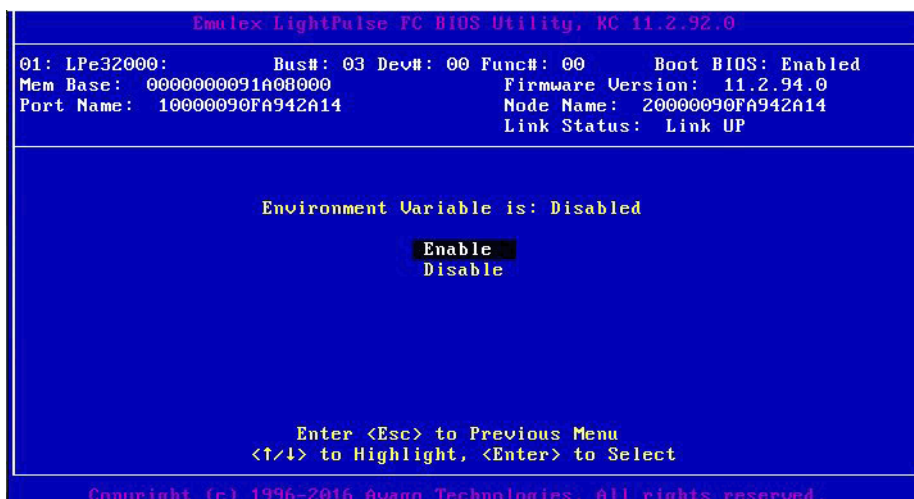 Emulex LightPulse FC BIOS Utility, KC 11.2.92.0
01: LPe32000: Bus#: 03 Dev#: 00 Func#: 00 Boot BIOS: Enabled
Mem Base: 0000000091A08000 Firmware Version: 11.2.94.0
Port Name: 10000090FA942A14 Node Name: 20000090FA942A14
Link Status: Link UP
Environment Variable is: Disabled
Enable
Disable
Enter <Esc> to Previous Menu
<↑/↓> to Highlight, <Enter> to Select
Copyright (c) 1996-2016 Avago Technologies. All rights reserved